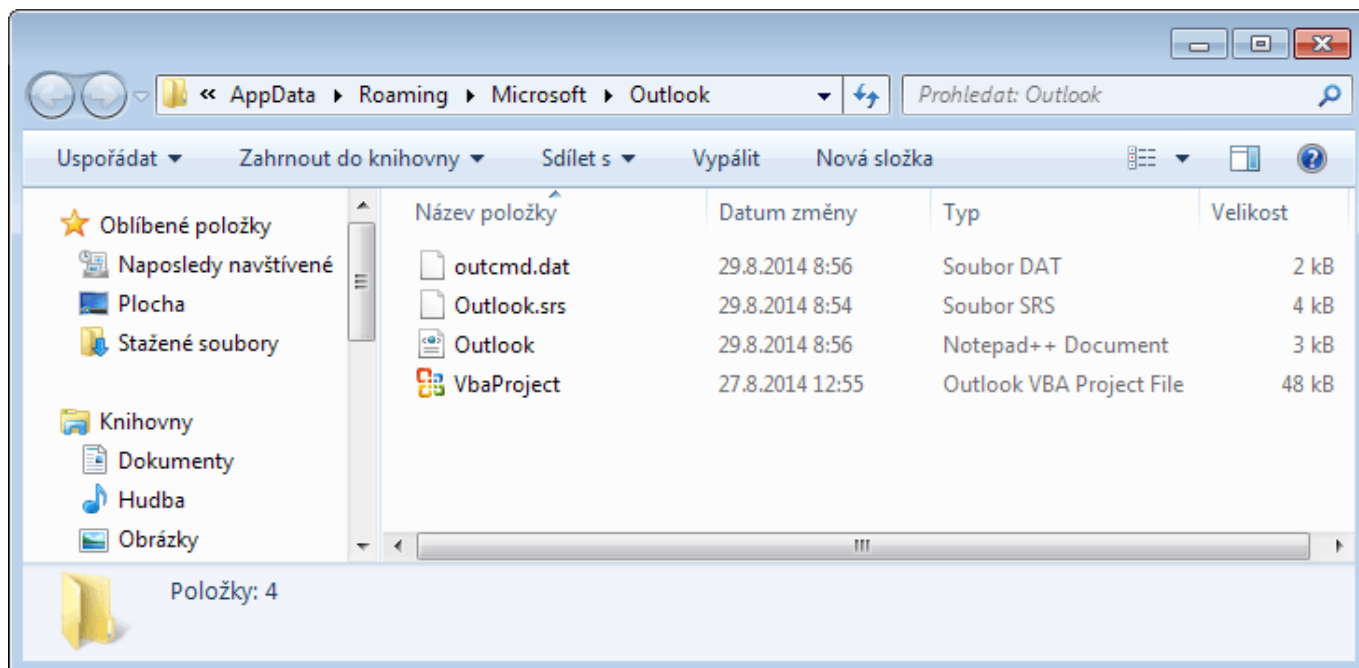 « AppData ▸ Roaming ▸ Microsoft ▸ Outlook Prohledat: Outlook
Uspořádat Zahrnout do knihovny Sdílet s Vypálit Nová složka
Oblíbené položky
Naposledy navštívené
Plocha
Stažené soubory
Knihovny
Dokumenty
Hudba
Obrázky
Název položky Datum změny Typ Velikost
outcmd.dat 29.8.2014 8:56 Soubor DAT 2 kB
Outlook.srs 29.8.2014 8:54 Soubor SRS 4 kB
Outlook 29.8.2014 8:56 Notepad++ Document 3 kB
VbaProject 27.8.2014 12:55 Outlook VBA Project File 48 kB
Položky: 4